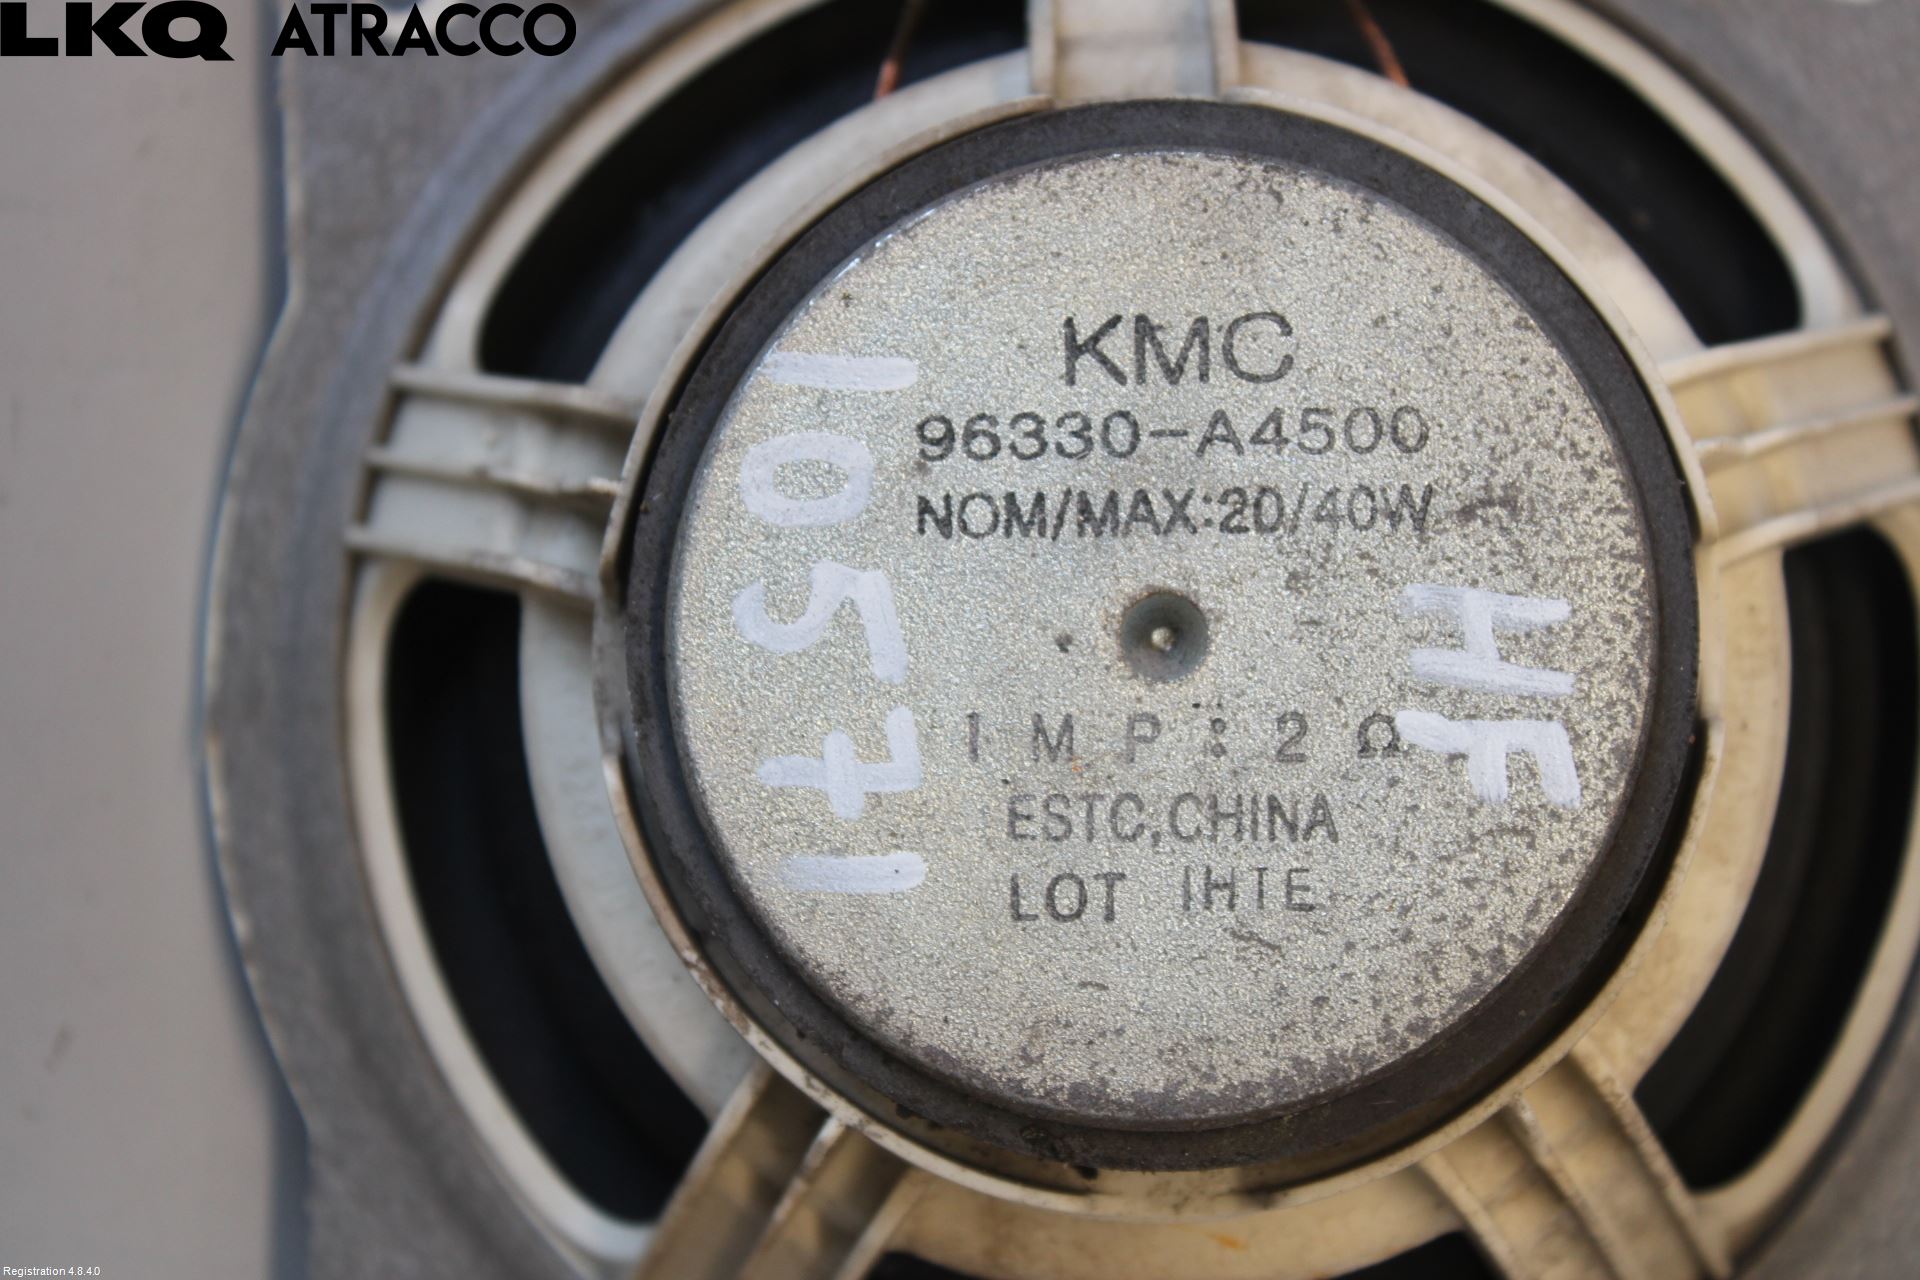 LKQ ATRACCO
KMC
96330-A4500
NOM/MAX:20/40W
IMP:2Ω
ESTC,CHINA
LOT IHTE
10571
HF
Registration 4.8.4.0